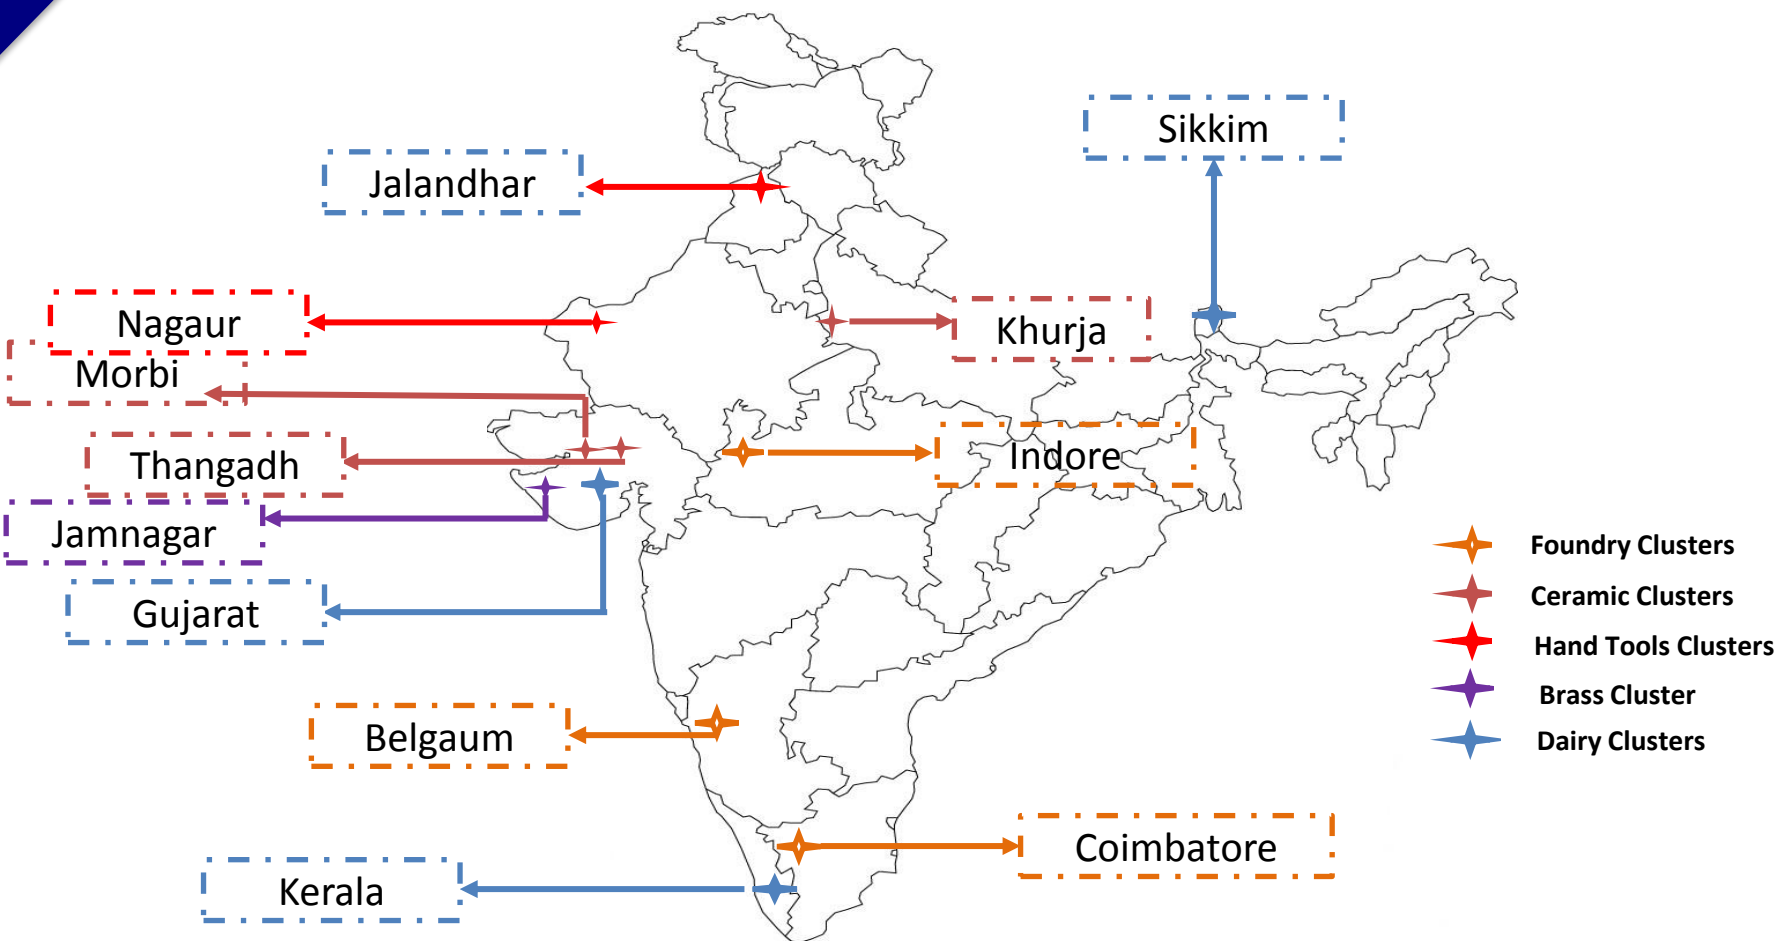 Sikkim
Jalandhar
Nagaur
Khurja
Morbi
Thangadh
Indore
Jamnagar
Gujarat
Belgaum
Coimbatore
Kerala
Foundry Clusters
Ceramic Clusters
Hand Tools Clusters
Brass Cluster
Dairy Clusters